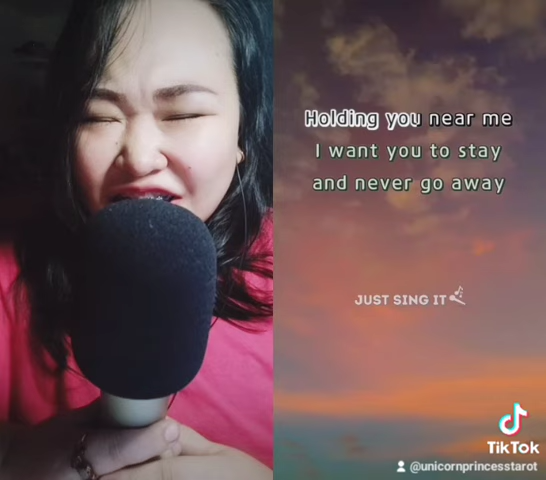 Holding you near me
I want you to stay
and never go away
JUST SING IT
TikTok
@unicornprincesstarot